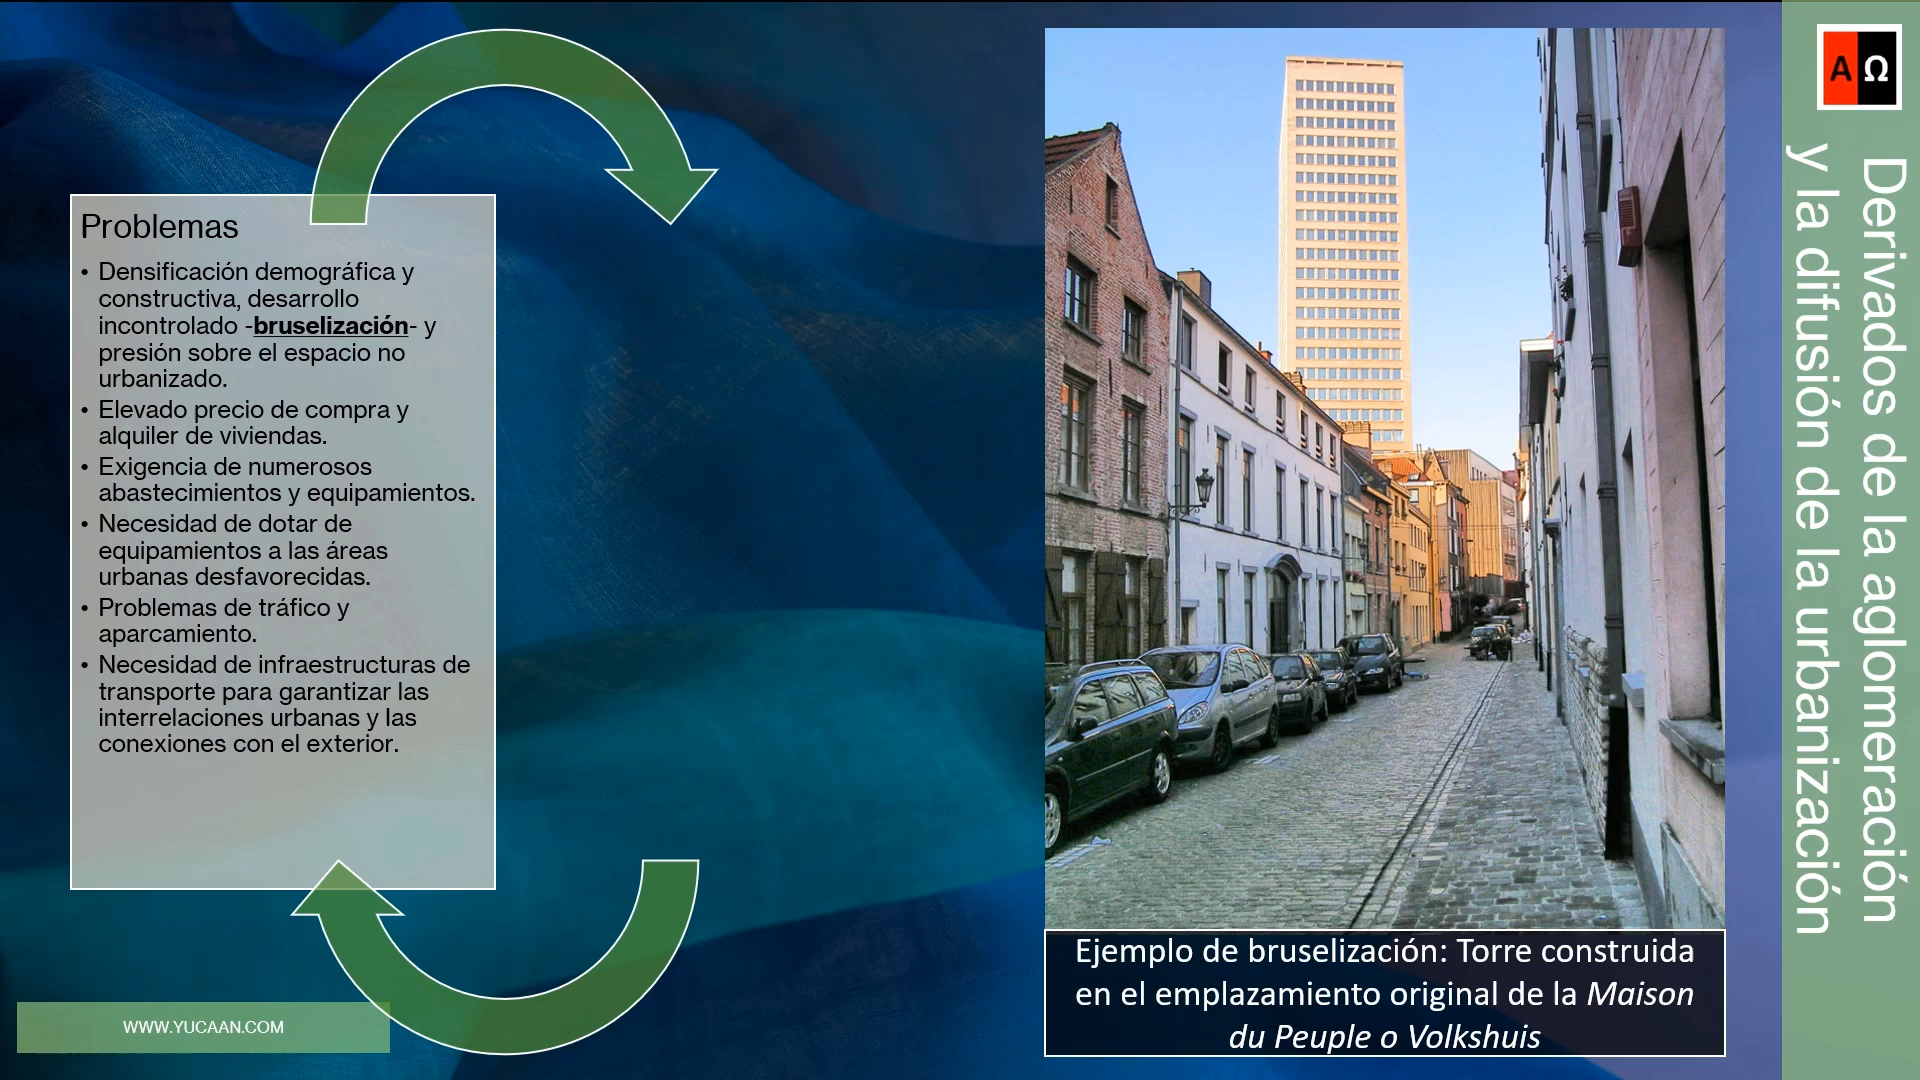 Derivados de la aglomeración
y la difusión de la urbanización
Α Ω
Problemas
• Densificación demográfica y
constructiva, desarrollo
incontrolado -bruselización- y
presión sobre el espacio no
urbanizado.
• Elevado precio de compra y
alquiler de viviendas.
• Exigencia de numerosos
abastecimientos y equipamientos.
• Necesidad de dotar de
equipamientos a las áreas
urbanas desfavorecidas.
• Problemas de tráfico y
aparcamiento.
• Necesidad de infraestructuras de
transporte para garantizar las
interrelaciones urbanas y las
conexiones con el exterior.
Ejemplo de bruselización: Torre construida
en el emplazamiento original de la Maison
du Peuple o Volkshuis
WWW.YUCAAN.COM